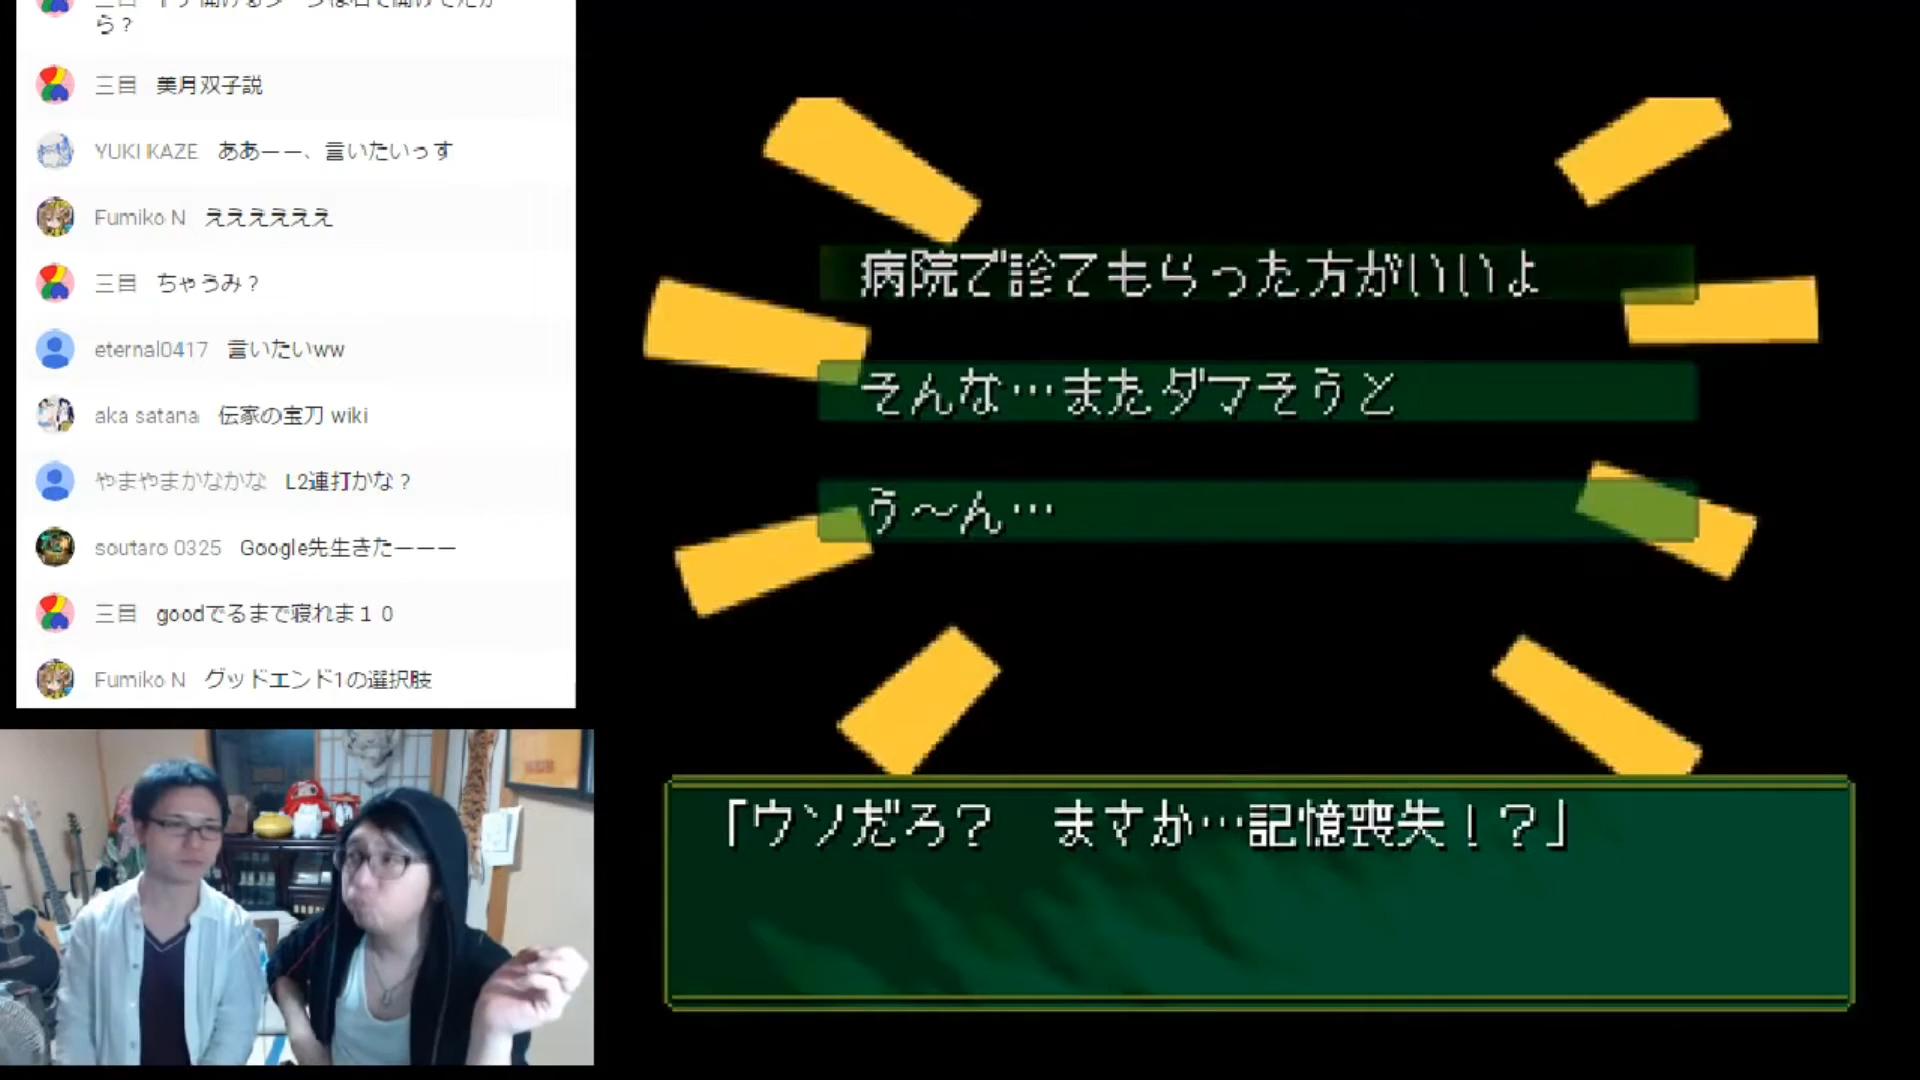 ら？
三目 美月双子説
YUKI KAZE ああーー、言いたいっす
Fumiko N ええええええ
三目 ちゃうみ？
eternal0417 言いたいww
aka satana 伝家の宝刀 wiki
やまやまかなかな L2連打かな？
soutaro 0325 Google先生きたーーー
三目 goodでるまで寝れま１０
Fumiko N グッドエンド1の選択肢
病院で診てもらった方がいいよ
そんな…またダマそうと
う～ん…
「ウソだろ？　まさか…記憶喪失！？」